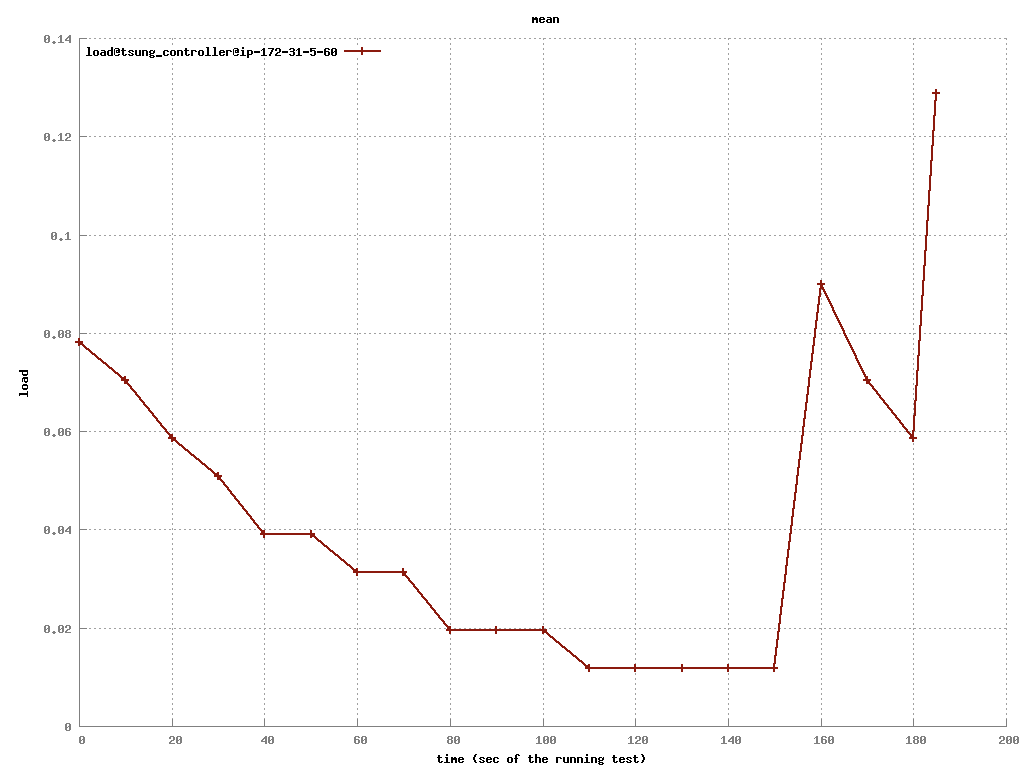 mean
0.14
load@tsung_controller@ip-172-31-5-60
0.12
0.1
0.08
load
0.06
0.04
0.02
0
0 20 40 60 80 100 120 140 160 180 200
time (sec of the running test)